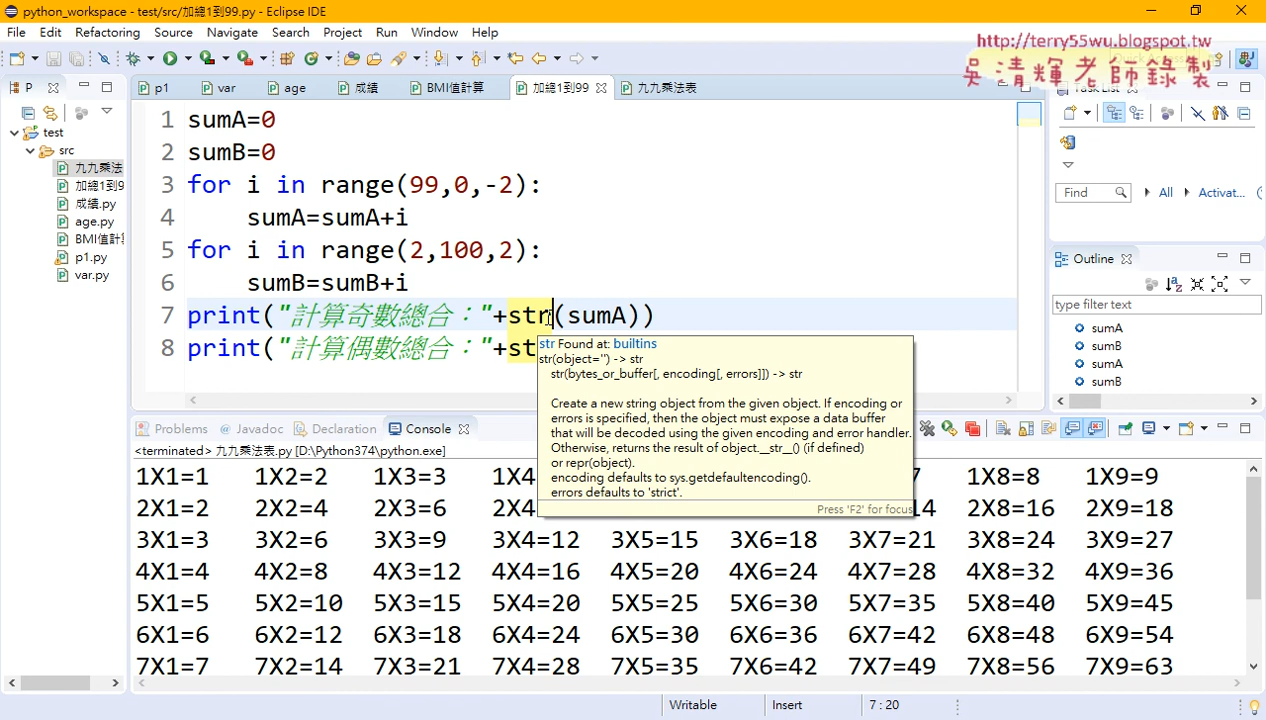 python_workspace - test/src/加總1到99.py - Eclipse IDE
File Edit Refactoring Source Navigate Search Project Run Window Help
http://terry55wu.blogspot.tw
吳清輝老師錄製
P
p1 var age 成績 BMI值計算 加總1到99 九九乘法表
test
src
九九乘法
加總1到9
成績.py
age.py
BMI值計
p1.py
var.py
1 sumA=0
2 sumB=0
3 for i in range(99,0,-2):
4 sumA=sumA+i
5 for i in range(2,100,2):
6 sumB=sumB+i
7 print("計算奇數總合："+str(sumA))
8 print("計算偶數總合："+st
str Found at: builtins
str(object='') -> str
str(bytes_or_buffer[, encoding[, errors]]) -> str
Create a new string object from the given object. If encoding or
errors is specified, then the object must expose a data buffer
that will be decoded using the given encoding and error handler.
Otherwise, returns the result of object.__str__() (if defined)
or repr(object).
encoding defaults to sys.getdefaultencoding().
errors defaults to 'strict'.
Press 'F2' for focus
Find All Activat...
Outline
type filter text
sumA
sumB
sumA
sumB
Problems Javadoc Declaration Console
<terminated> 九九乘法表.py [D:\Python374\python.exe]
1X1=1 1X2=2 1X3=3 1X4= 1X8=8 1X9=9
2X1=2 2X2=4 2X3=6 2X4= 14 2X8=16 2X9=18
3X1=3 3X2=6 3X3=9 3X4=12 3X5=15 3X6=18 3X7=21 3X8=24 3X9=27
4X1=4 4X2=8 4X3=12 4X4=16 4X5=20 4X6=24 4X7=28 4X8=32 4X9=36
5X1=5 5X2=10 5X3=15 5X4=20 5X5=25 5X6=30 5X7=35 5X8=40 5X9=45
6X1=6 6X2=12 6X3=18 6X4=24 6X5=30 6X6=36 6X7=42 6X8=48 6X9=54
7X1=7 7X2=14 7X3=21 7X4=28 7X5=35 7X6=42 7X7=49 7X8=56 7X9=63
Writable Insert 7 : 20